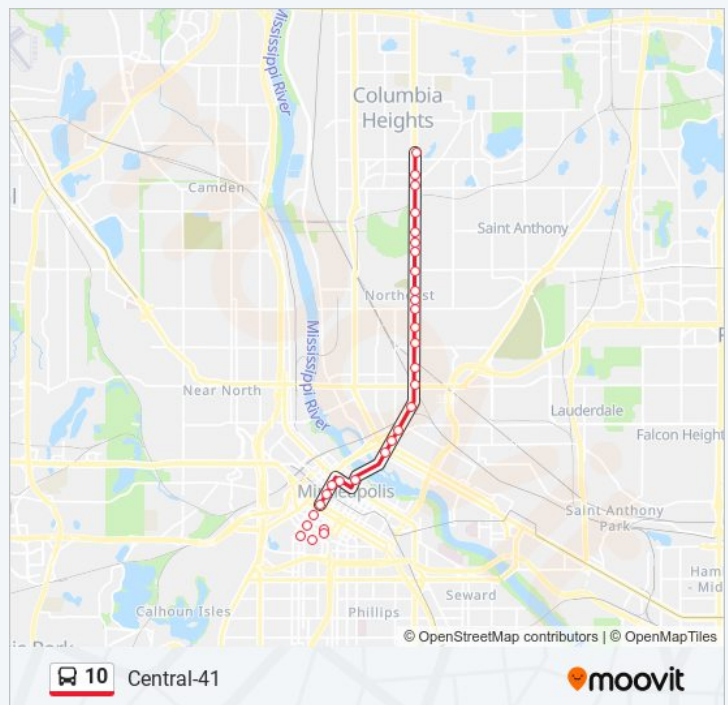 Mississippi River
Columbia
Heights
Camden
Saint Anthony
Northeast
Mississippi River
Near North
Lauderdale
Falcon Height
Minneapolis
Saint Anthony
Park
Ham
- Mid
Seward
Calhoun Isles
Phillips
© OpenStreetMap contributors | © OpenMapTiles
10 Central-41
moovit